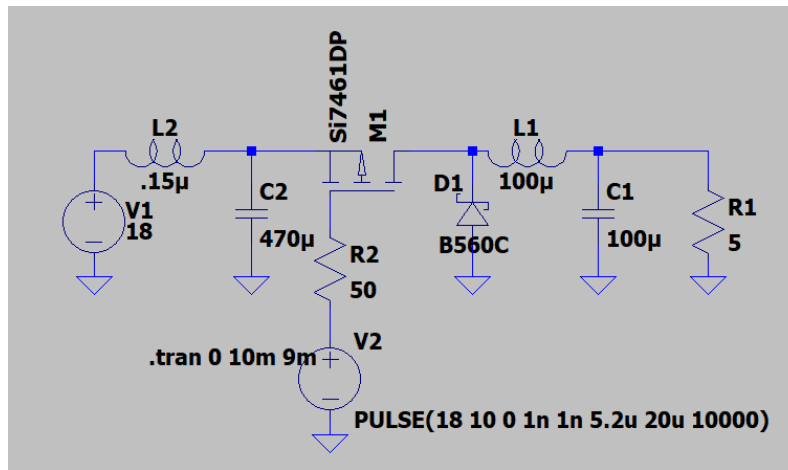 Si7461DP
M1
L2
.15µ
V1
18
C2
470µ
R2
50
D1
B560C
L1
100µ
C1
100µ
R1
5
V2
.tran 0 10m 9m
PULSE(18 10 0 1n 1n 5.2u 20u 10000)